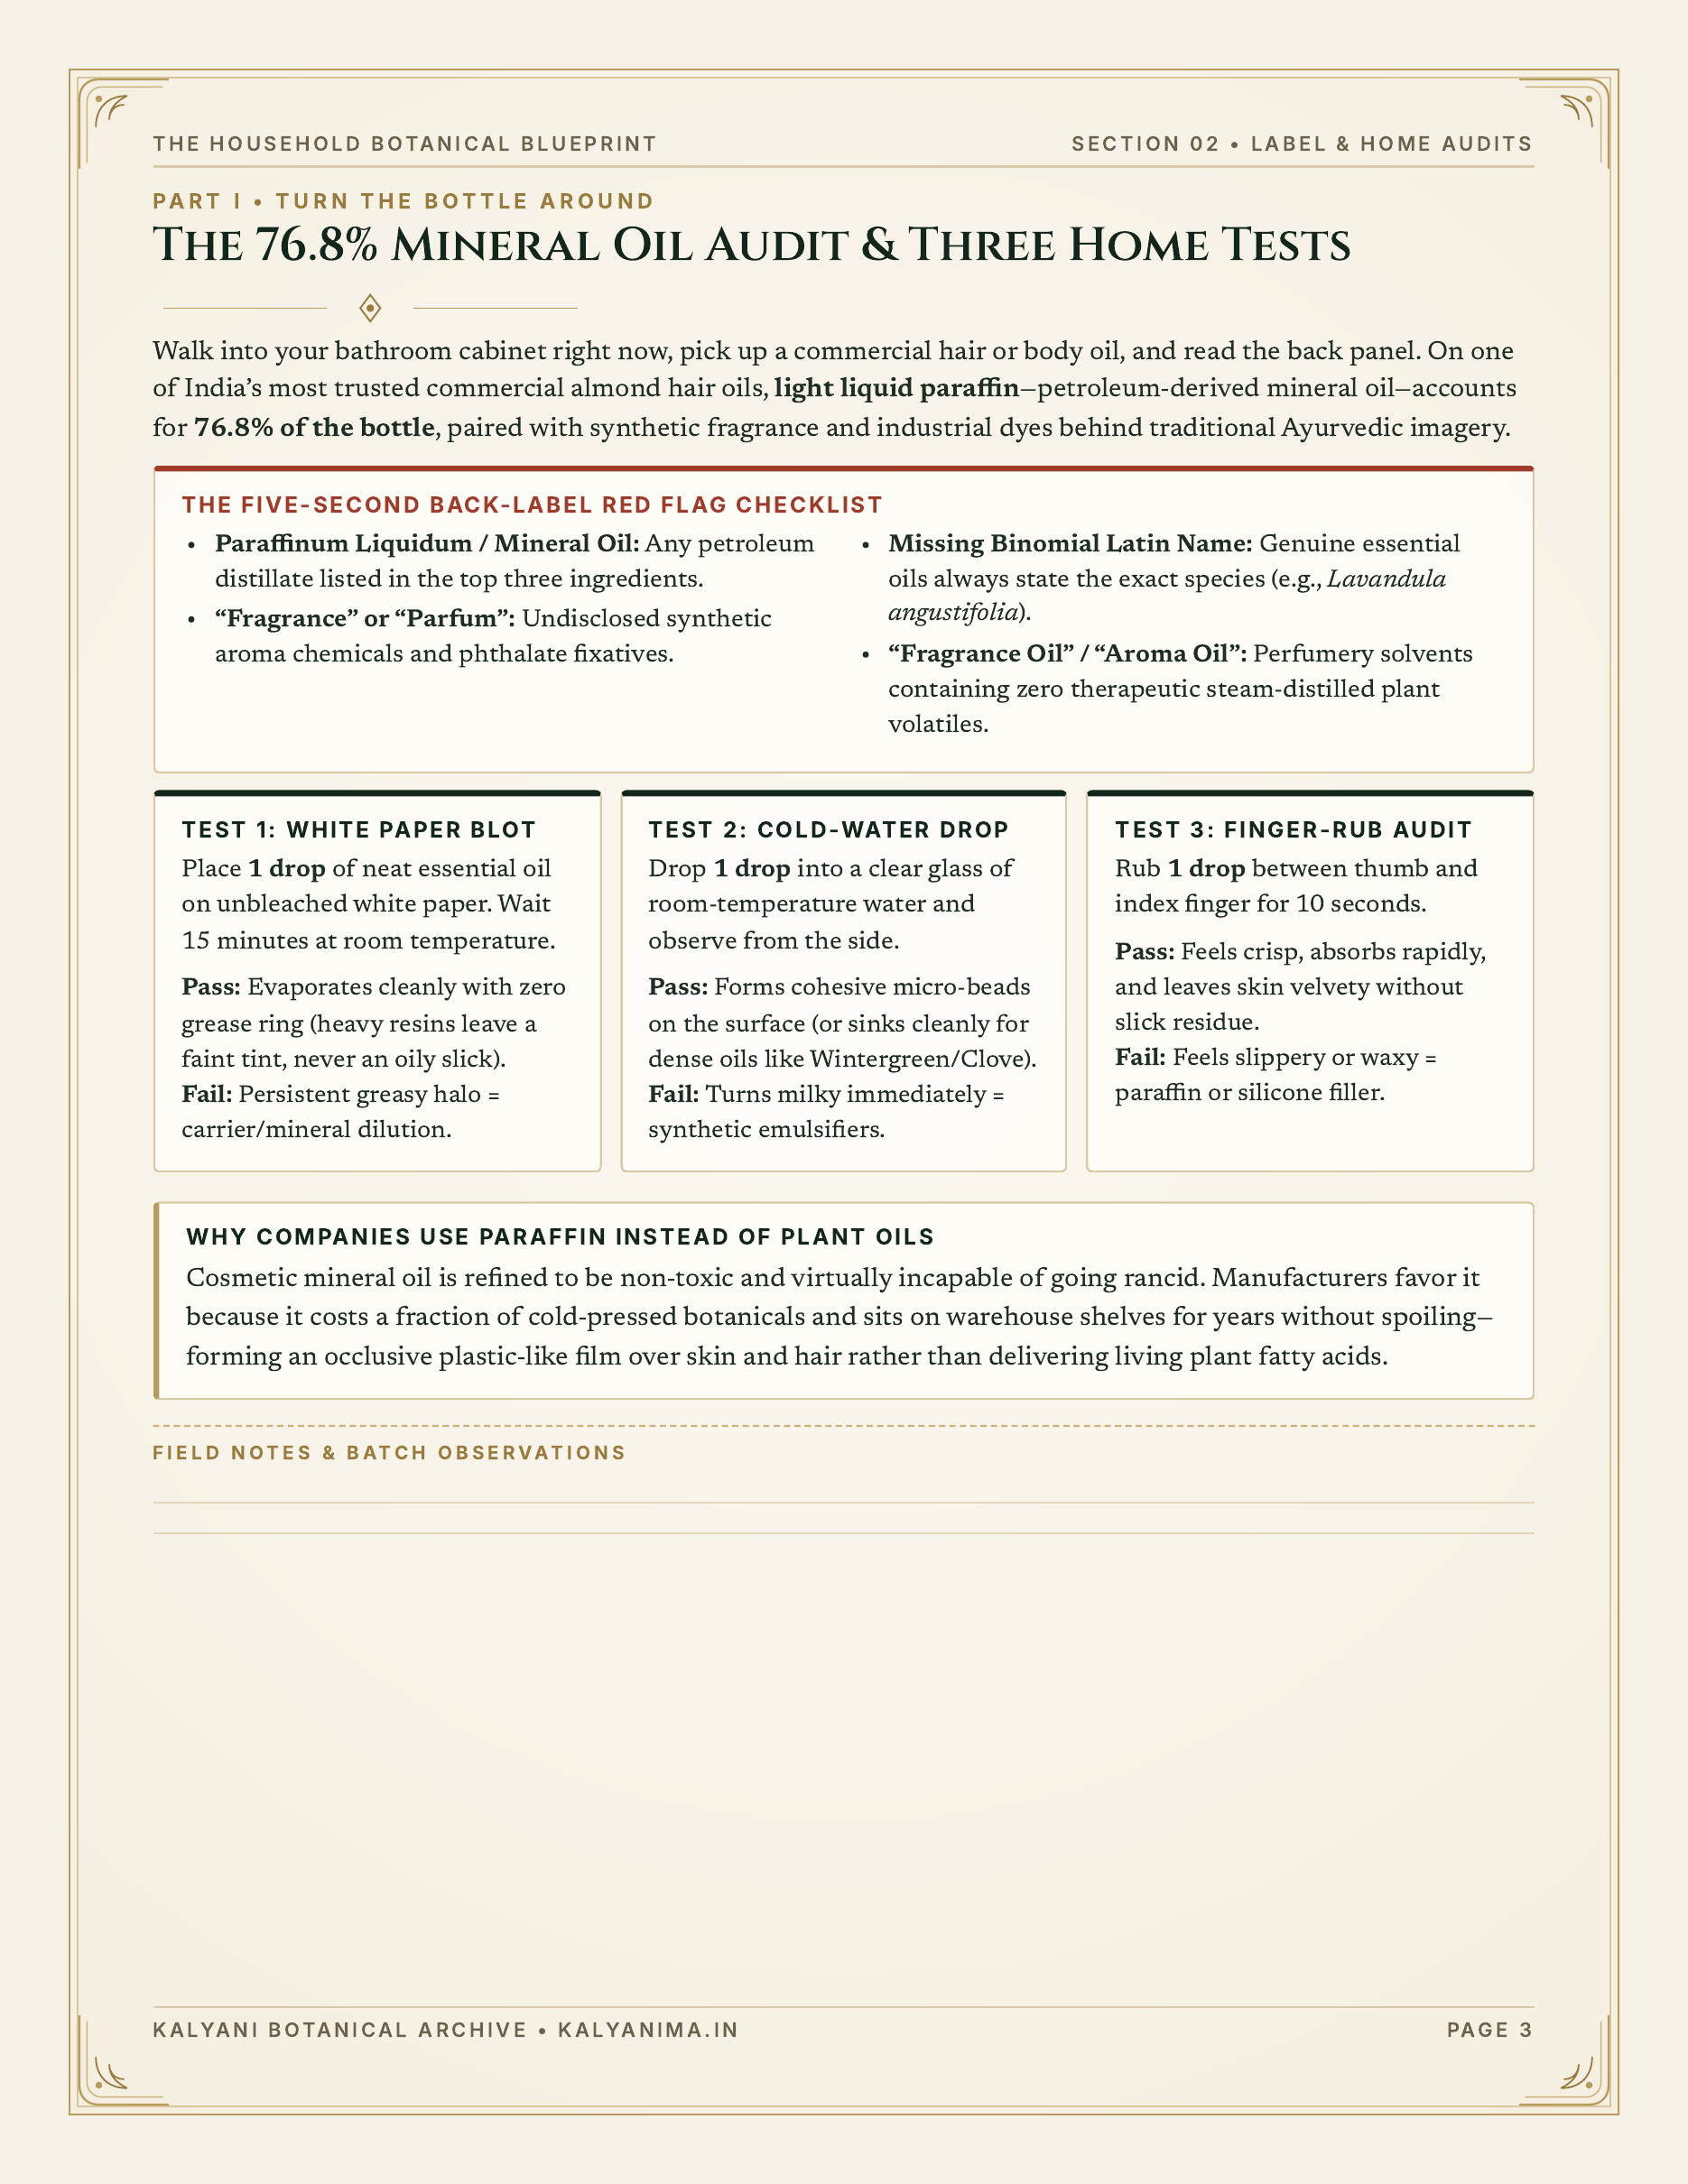 THE HOUSEHOLD BOTANICAL BLUEPRINT
SECTION 02 • LABEL & HOME AUDITS
PART I • TURN THE BOTTLE AROUND
THE 76.8% MINERAL OIL AUDIT & THREE HOME TESTS
Walk into your bathroom cabinet right now, pick up a commercial hair or body oil, and read the back panel. On one
of India’s most trusted commercial almond hair oils, light liquid paraffin—petroleum-derived mineral oil—accounts
for 76.8% of the bottle, paired with synthetic fragrance and industrial dyes behind traditional Ayurvedic imagery.
THE FIVE-SECOND BACK-LABEL RED FLAG CHECKLIST
• Paraffinum Liquidum / Mineral Oil: Any petroleum
distillate listed in the top three ingredients.
• “Fragrance” or “Parfum”: Undisclosed synthetic
aroma chemicals and phthalate fixatives.
• Missing Binomial Latin Name: Genuine essential
oils always state the exact species (e.g., Lavandula
angustifolia).
• “Fragrance Oil” / “Aroma Oil”: Perfumery solvents
containing zero therapeutic steam-distilled plant
volatiles.
TEST 1: WHITE PAPER BLOT
Place 1 drop of neat essential oil
on unbleached white paper. Wait
15 minutes at room temperature.
Pass: Evaporates cleanly with zero
grease ring (heavy resins leave a
faint tint, never an oily slick).
Fail: Persistent greasy halo =
carrier/mineral dilution.
TEST 2: COLD-WATER DROP
Drop 1 drop into a clear glass of
room-temperature water and
observe from the side.
Pass: Forms cohesive micro-beads
on the surface (or sinks cleanly for
dense oils like Wintergreen/Clove).
Fail: Turns milky immediately =
synthetic emulsifiers.
TEST 3: FINGER-RUB AUDIT
Rub 1 drop between thumb and
index finger for 10 seconds.
Pass: Feels crisp, absorbs rapidly,
and leaves skin velvety without
slick residue.
Fail: Feels slippery or waxy =
paraffin or silicone filler.
WHY COMPANIES USE PARAFFIN INSTEAD OF PLANT OILS
Cosmetic mineral oil is refined to be non-toxic and virtually incapable of going rancid. Manufacturers favor it
because it costs a fraction of cold-pressed botanicals and sits on warehouse shelves for years without spoiling—
forming an occlusive plastic-like film over skin and hair rather than delivering living plant fatty acids.
FIELD NOTES & BATCH OBSERVATIONS
KALYANI BOTANICAL ARCHIVE • KALYANIMA.IN
PAGE 3